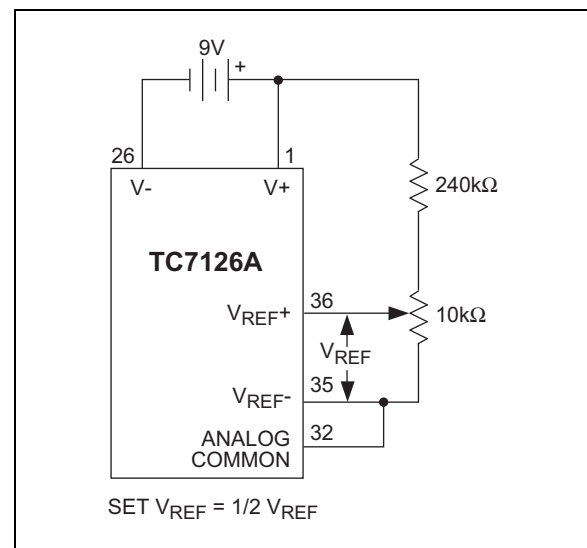 9V
+
26
1
V-
V+
240kΩ
TC7126A
36
VREF+
10kΩ
VREF
35
VREF-
ANALOG
32
COMMON
SET VREF = 1/2 VREF